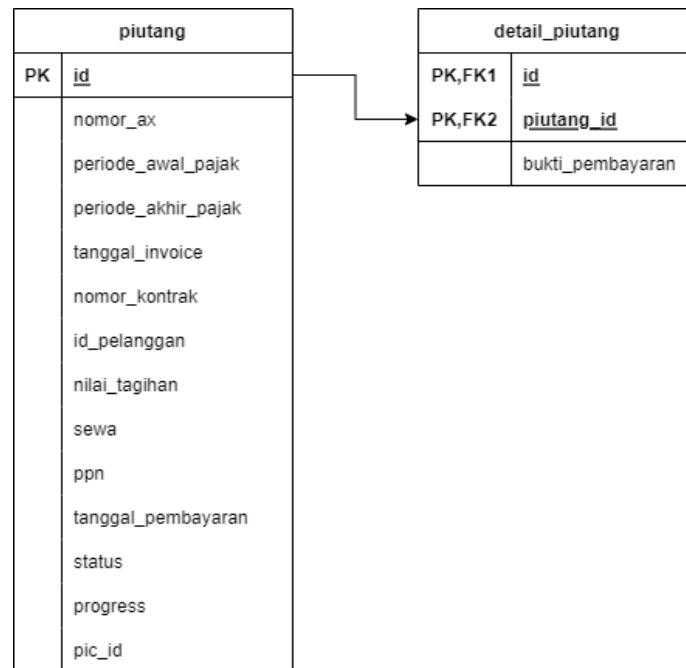 piutang
PK id
nomor_ax
periode_awal_pajak
periode_akhir_pajak
tanggal_invoice
nomor_kontrak
id_pelanggan
nilai_tagihan
sewa
ppn
tanggal_pembayaran
status
progress
pic_id
detail_piutang
PK,FK1 id
PK,FK2 piutang_id
bukti_pembayaran